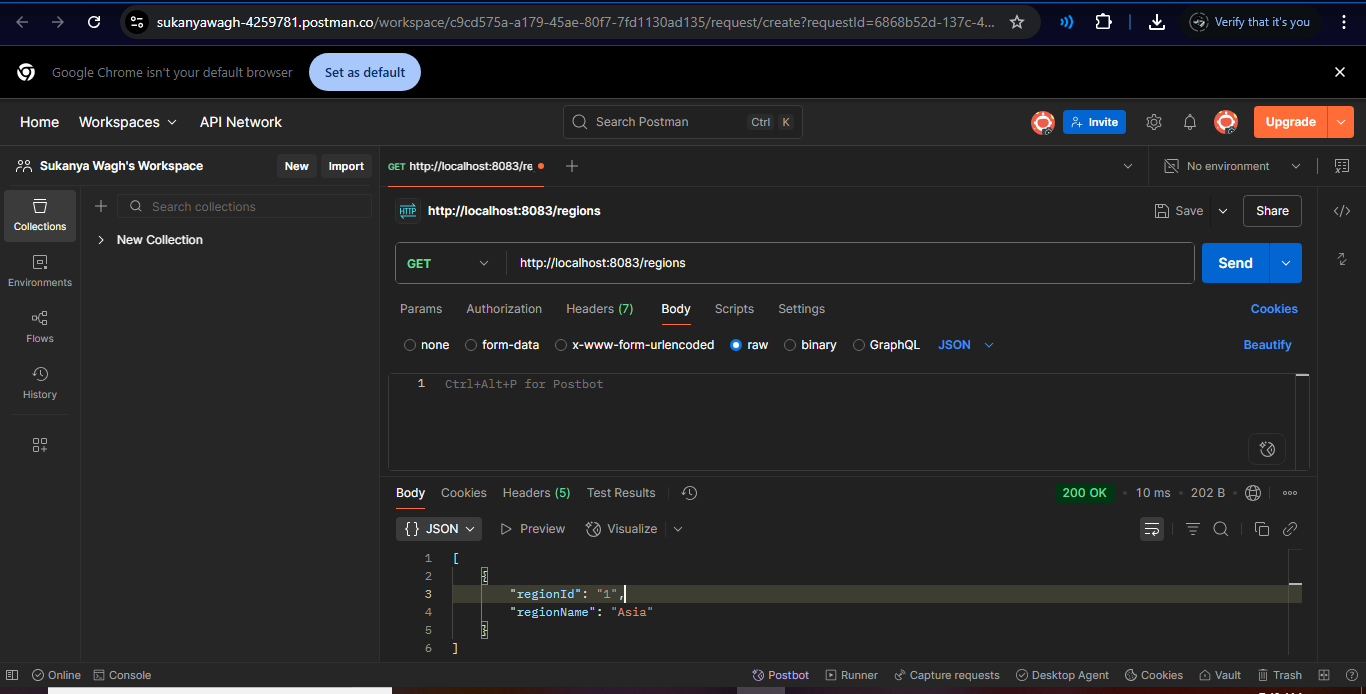 sukanyawagh-4259781.postman.co/workspace/c9cd575a-a179-45ae-80f7-7fd1130ad135/request/create?requestId=6868b52d-137c-4...
Verify that it's you
Google Chrome isn't your default browser
Set as default
Home
Workspaces
API Network
Search Postman
Ctrl
K
Invite
Upgrade
Sukanya Wagh's Workspace
New
Import
GET http://localhost:8083/re
No environment
Collections
Search collections
New Collection
Environments
Flows
History
HTTP http://localhost:8083/regions
Save
Share
GET
http://localhost:8083/regions
Send
Params
Authorization
Headers (7)
Body
Scripts
Settings
Cookies
none
form-data
x-www-form-urlencoded
raw
binary
GraphQL
JSON
Beautify
1 Ctrl+Alt+P for Postbot
Body
Cookies
Headers (5)
Test Results
200 OK
10 ms
202 B
{} JSON
Preview
Visualize
1 [
2 {
3 "regionId": "1",
4 "regionName": "Asia"
5 }
6 ]
Online
Console
Postbot
Runner
Capture requests
Desktop Agent
Cookies
Vault
Trash